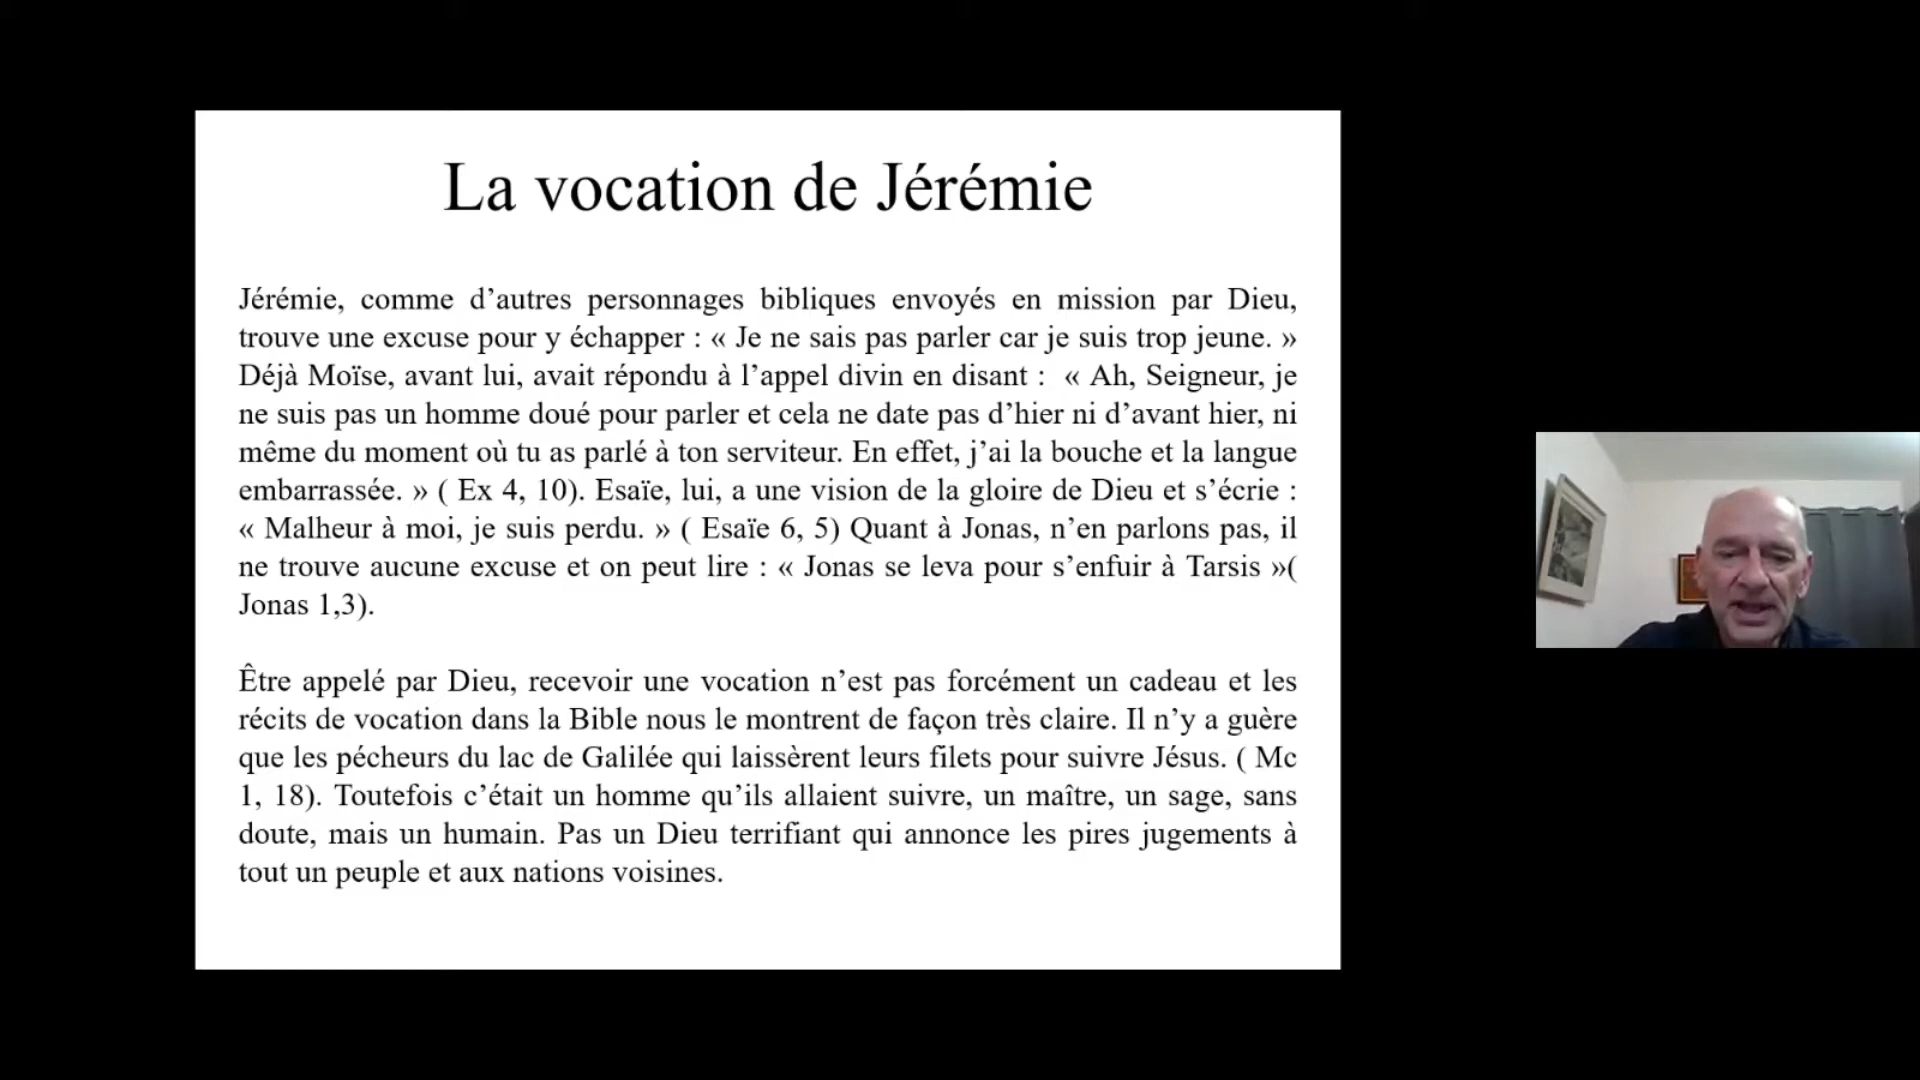 La vocation de Jérémie
Jérémie, comme d’autres personnages bibliques envoyés en mission par Dieu,
trouve une excuse pour y échapper : « Je ne sais pas parler car je suis trop jeune. »
Déjà Moïse, avant lui, avait répondu à l’appel divin en disant :  « Ah, Seigneur, je
ne suis pas un homme doué pour parler et cela ne date pas d’hier ni d’avant hier, ni
même du moment où tu as parlé à ton serviteur. En effet, j’ai la bouche et la langue
embarrassée. » ( Ex 4, 10). Esaïe, lui, a une vision de la gloire de Dieu et s’écrie :
« Malheur à moi, je suis perdu. » ( Esaïe 6, 5) Quant à Jonas, n’en parlons pas, il
ne trouve aucune excuse et on peut lire : « Jonas se leva pour s’enfuir à Tarsis »(
Jonas 1,3).
Être appelé par Dieu, recevoir une vocation n’est pas forcément un cadeau et les
récits de vocation dans la Bible nous le montrent de façon très claire. Il n’y a guère
que les pécheurs du lac de Galilée qui laissèrent leurs filets pour suivre Jésus. ( Mc
1, 18). Toutefois c’était un homme qu’ils allaient suivre, un maître, un sage, sans
doute, mais un humain. Pas un Dieu terrifiant qui annonce les pires jugements à
tout un peuple et aux nations voisines.